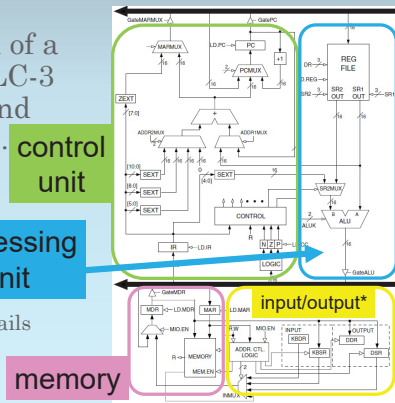 n of a
LC-3
nd
.
control
unit
essing
nit
ails
memory
input/output*
GateMARMUX
GatePC
MARMUX
LD.PC
PC
+1
PCMUX
REG
FILE
DR
D.REG
SR2
SR2
OUT
SR1
OUT
SR1
ZEXT
[7:0]
+
ADDR2MUX
ADDR1MUX
[10:0]
SEXT
[8:0]
SEXT
[5:0]
SEXT
0
[4:0]
SEXT
SR2MUX
CONTROL
R
IR
LD.IR
N Z P
LOGIC
ALUK
B
A
ALU
GateALU
GateMDR
MDR
LD.MDR
MAR
LD.MAR
MIO.EN
R
MEMORY
MEM.EN
R.W
MIO.EN
ADDR. CTL.
LOGIC
INPUT
OUTPUT
KBDR
DDR
KBSR
DSR
INMUX
2
16
3